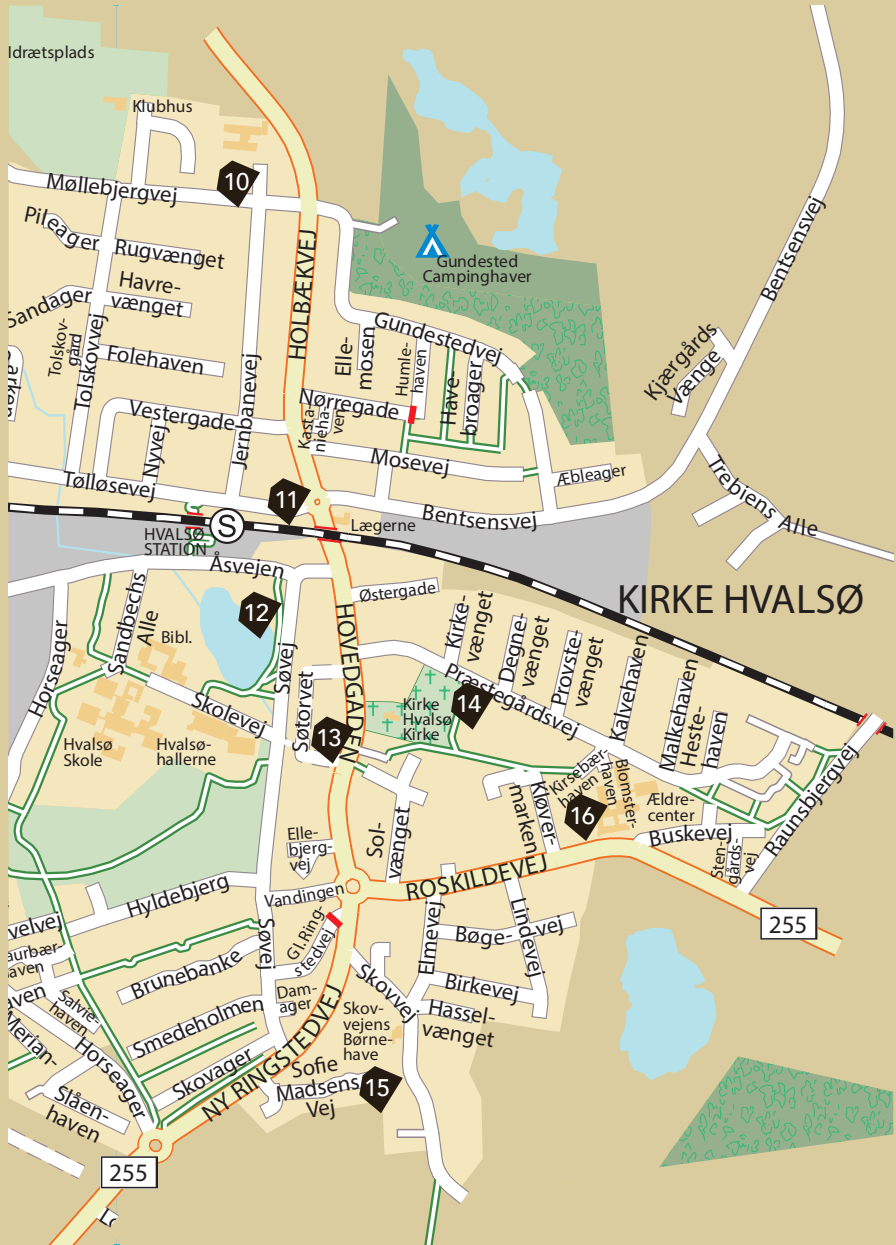 Idrætsplads
Klubhus
10
Møllebjergvej
Pileager
Rugvænget
Havre-
vænget
Sandager
Tolskov-
gård
Tolskovvej
Folehaven
Vestergade
Nyvej
Jernbanevej
Tølløsevej
HOLBÆKVEJ
Gundested
Campinghaver
Gundestedvej
Elle-
mosen
Humle-
haven
Have-
broager
Nørregade
Kasta-
nieha-
ven
Mosevej
Æbleager
Bentsensvej
Bentsensvej
Kjærgårds
Vænge
Trebiens Alle
11
Lægerne
S
HVALSØ
STATION
Åsvejen
KIRKE HVALSØ
Horseager
Sandbechs
Alle
Bibl.
12
Søvej
Østergade
HOVEDGADEN
Kirke-
vænget
Degne-
vænget
Provste-
vænget
Kalvehaven
Malkehaven
Heste-
haven
Præstegårdsvej
14
Kirke
Hvalsø
Kirke
Skolevej
Søtorvet
13
Hvalsø
Skole
Hvalsø-
hallerne
Kirsebær-
haven
Blomster-
haven
16
Ældre-
center
Buskevej
Raunsbjergvej
Sten-
gårds-
vej
Kløver-
marken
Sol-
vænget
Elle-
bjerg-
vej
Vandingen
ROSKILDEVEJ
255
Hyldebjerg
Gl.Ring-
stedvej
Søvej
Elmevej
Lindevej
Bøge-vej
Birkevej
Hassel-
vænget
Brunebanke
Smedeholmen
Dam-
ager
Skovvej
Skov-
vejens
Børne-
have
Skovager
NY RINGSTEDVEJ
Sofie
Madsens
Vej
15
velvej
aurbær-
aven
aven
Salvie-
haven
Merian-
Horseager
Slåen-
haven
255